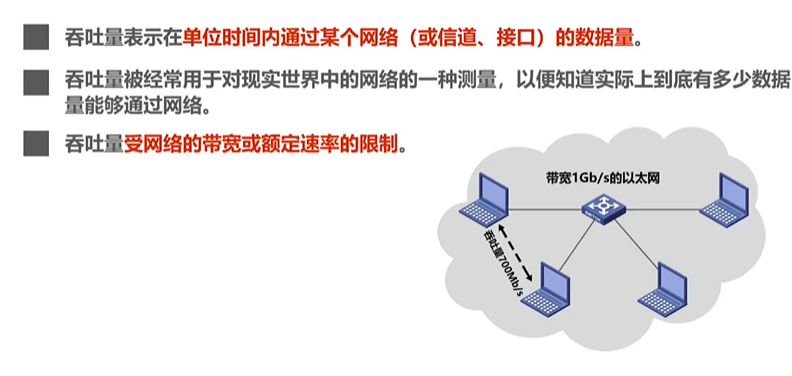 吞吐量表示在单位时间内通过某个网络（或信道、接口）的数据量。
吞吐量被经常用于对现实世界中的网络的一种测量，以便知道实际上到底有多少数据
量能够通过网络。
吞吐量受网络的带宽或额定速率的限制。
带宽1Gb/s的以太网
吞吐量700Mb/s